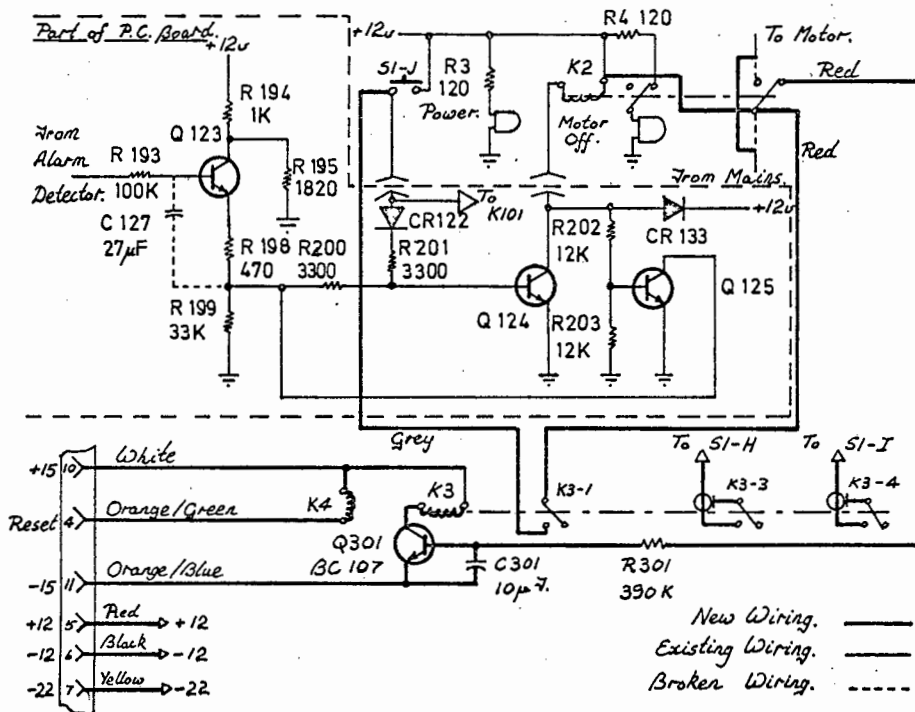 Part of P.C. Board.
+12v
+12v
R4 120
To Motor.
S1-J
R3
120
K2
Red
R 194
1K
Power.
Motor
Off.
Red
From
Alarm
Detector.
Q 123
R 193
100K
R 195
1820
From Mains.
C 127
27µF
To
K101
CR122
+12v
R 198
470
R200
3300
R201
3300
R202
12K
CR 133
R 199
33K
Q 124
R203
12K
Q 125
Grey
To S1-H
To S1-I
+15 10 White
K4
K3
K3-1
K3-3
K3-4
Reset 4 Orange/Green
Q301
BC 107
-15 11 Orange/Blue
C301
10µF.
R301
390K
+12 5 Red +12
New Wiring.
-12 6 Black -12
Existing Wiring.
-22 7 Yellow -22
Broken Wiring.